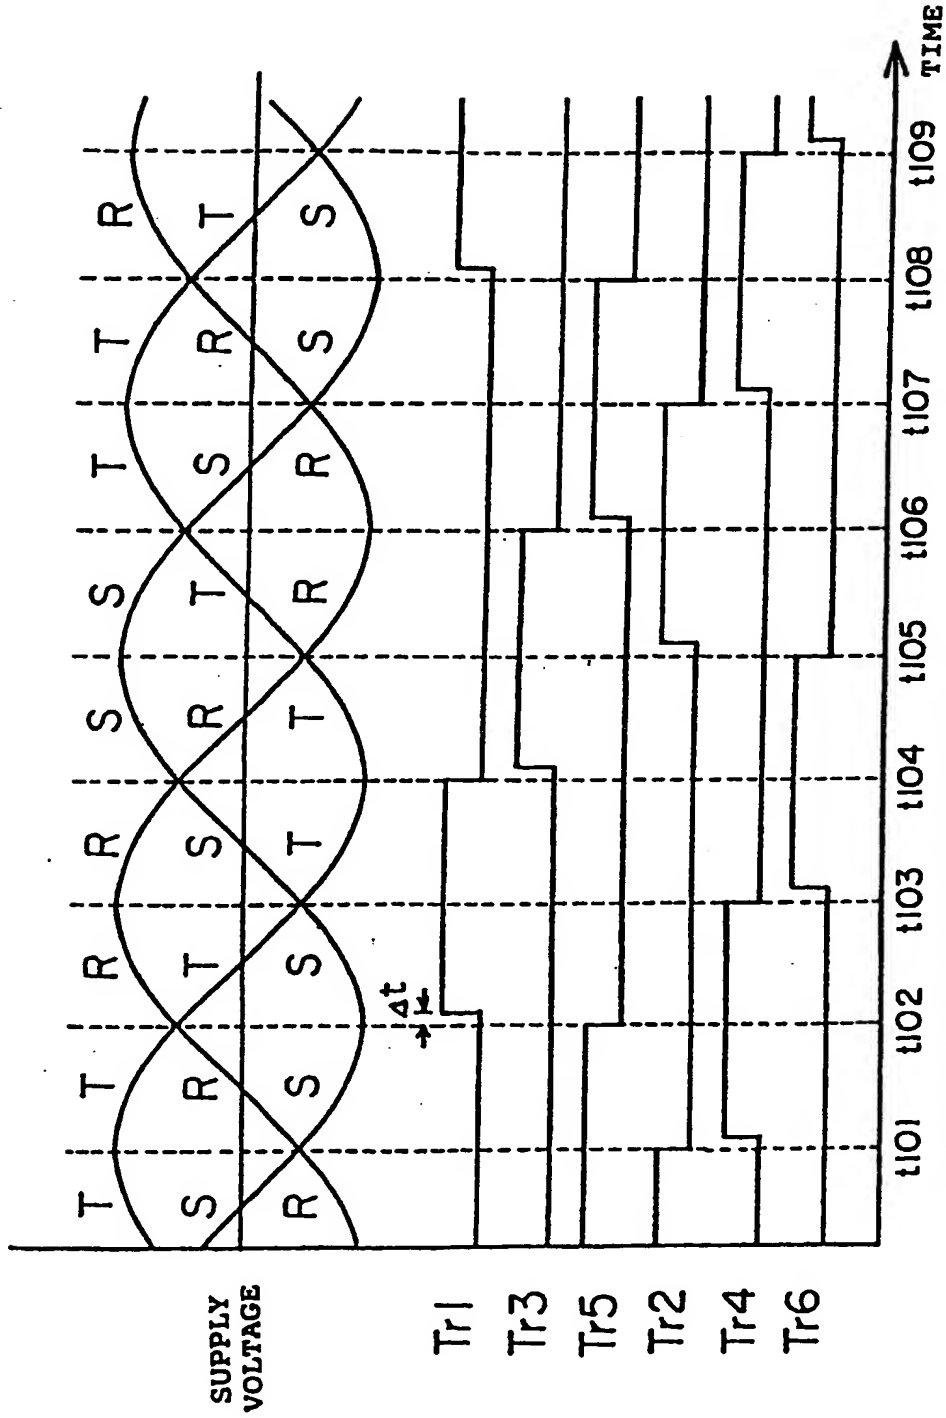 SUPPLY
VOLTAGE
T T R R S S T T R
S R T S R T S R T
R S S T T R R S S
Δt
Tr1
Tr3
Tr5
Tr2
Tr4
Tr6
t101 t102 t103 t104 t105 t106 t107 t108 t109
TIME